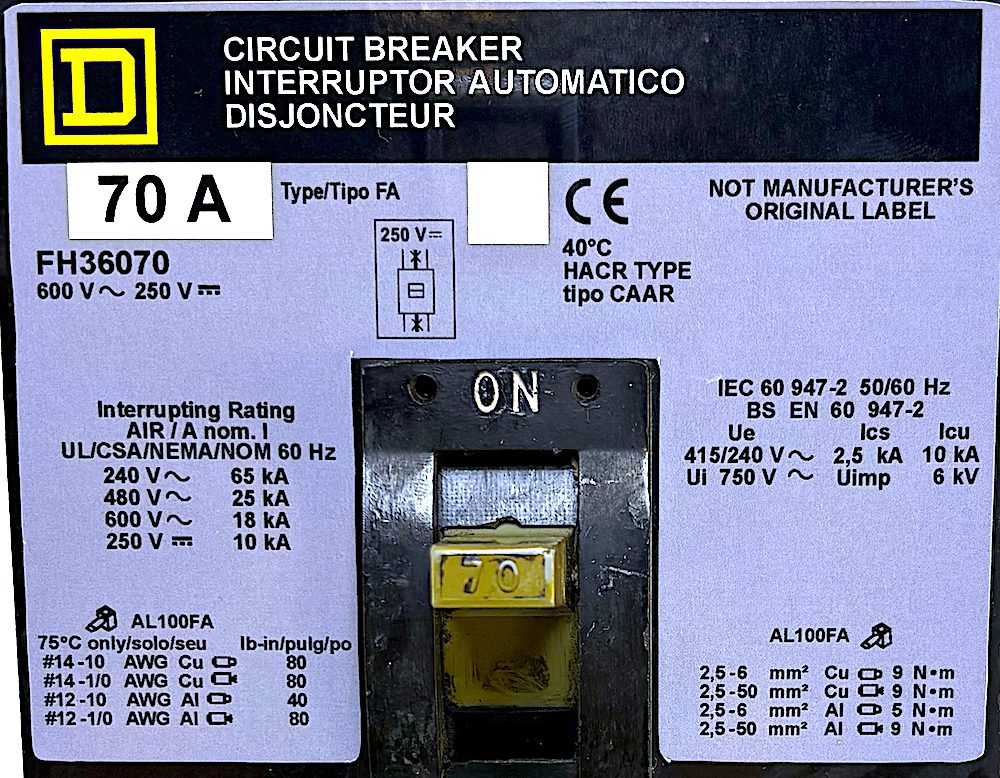 D
CIRCUIT BREAKER
INTERRUPTOR AUTOMATICO
DISJONCTEUR
70 A
Type/Tipo FA
FH36070
600 V～ 250 V⎓
250 V⎓
CE
40°C
HACR TYPE
tipo CAAR
NOT MANUFACTURER'S
ORIGINAL LABEL
ON
70
Interrupting Rating
AIR / A nom. I
UL/CSA/NEMA/NOM 60 Hz
240 V～ 65 kA
480 V～ 25 kA
600 V～ 18 kA
250 V⎓ 10 kA
AL100FA
75°C only/solo/seu lb-in/pulg/po
#14-10 AWG Cu 80
#14-1/0 AWG Cu 80
#12-10 AWG Al 40
#12-1/0 AWG Al 80
IEC 60 947-2 50/60 Hz
BS EN 60 947-2
Ue Ics Icu
415/240 V～ 2,5 kA 10 kA
Ui 750 V ～ Uimp 6 kV
AL100FA
2,5-6 mm² Cu 9 N•m
2,5-50 mm² Cu 9 N•m
2,5-6 mm² Al 5 N•m
2,5-50 mm² Al 9 N•m